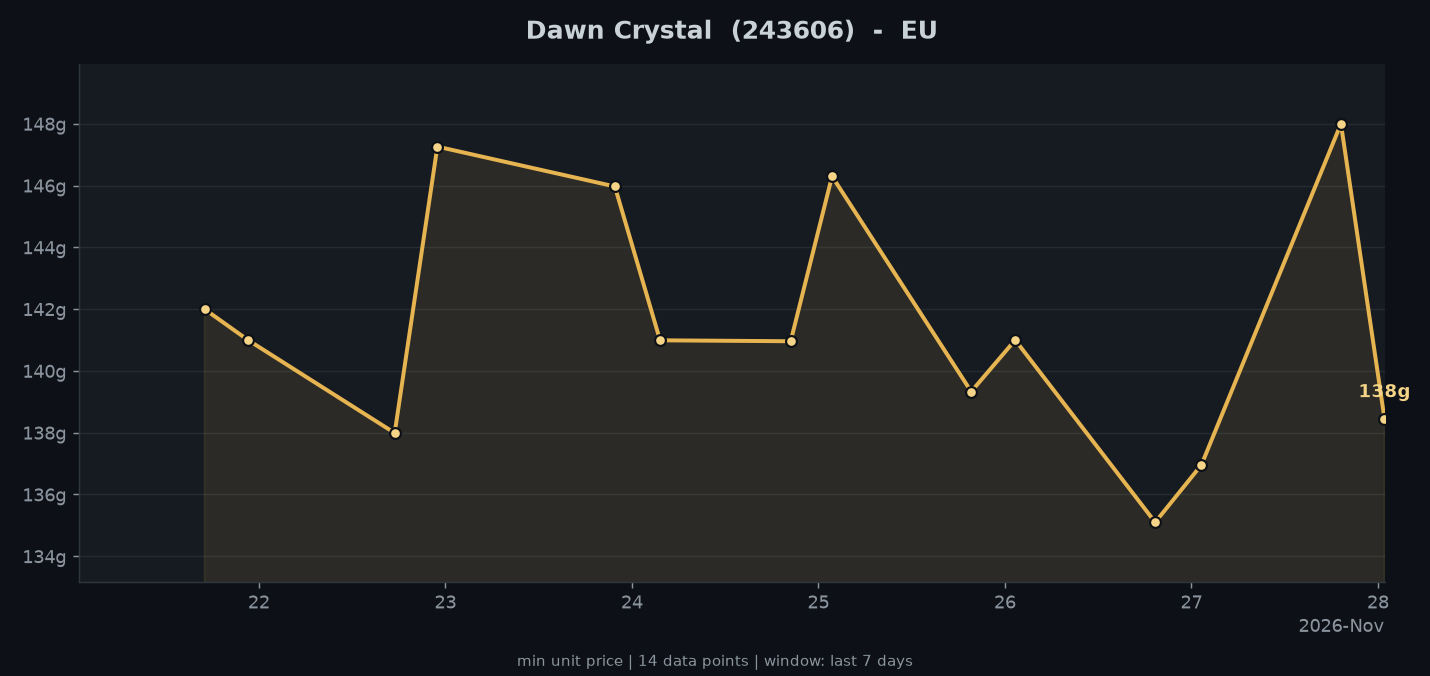 Dawn Crystal (243606) - EU
148g
146g
144g
142g
140g
138g
138g
136g
134g
22 23 24 25 26 27 28
2026-Nov
min unit price | 14 data points | window: last 7 days